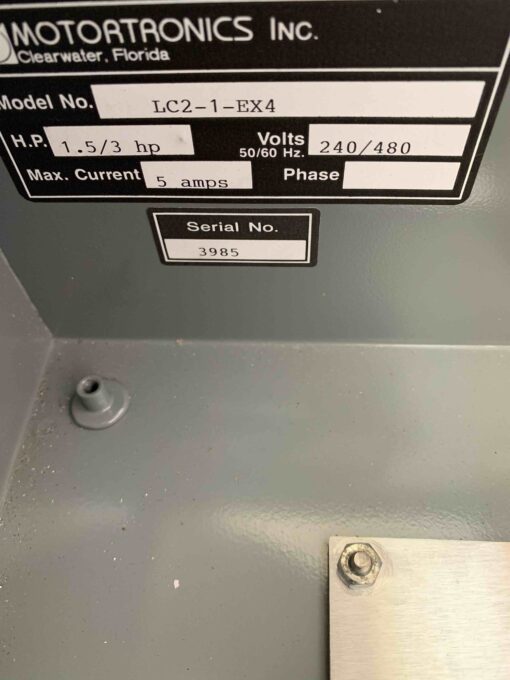 MOTORTRONICS INC.
Clearwater, Florida
Model No. LC2-1-EX4
H.P. 1.5/3 hp Volts 50/60 Hz. 240/480
Max. Current 5 amps Phase
Serial No.
3985